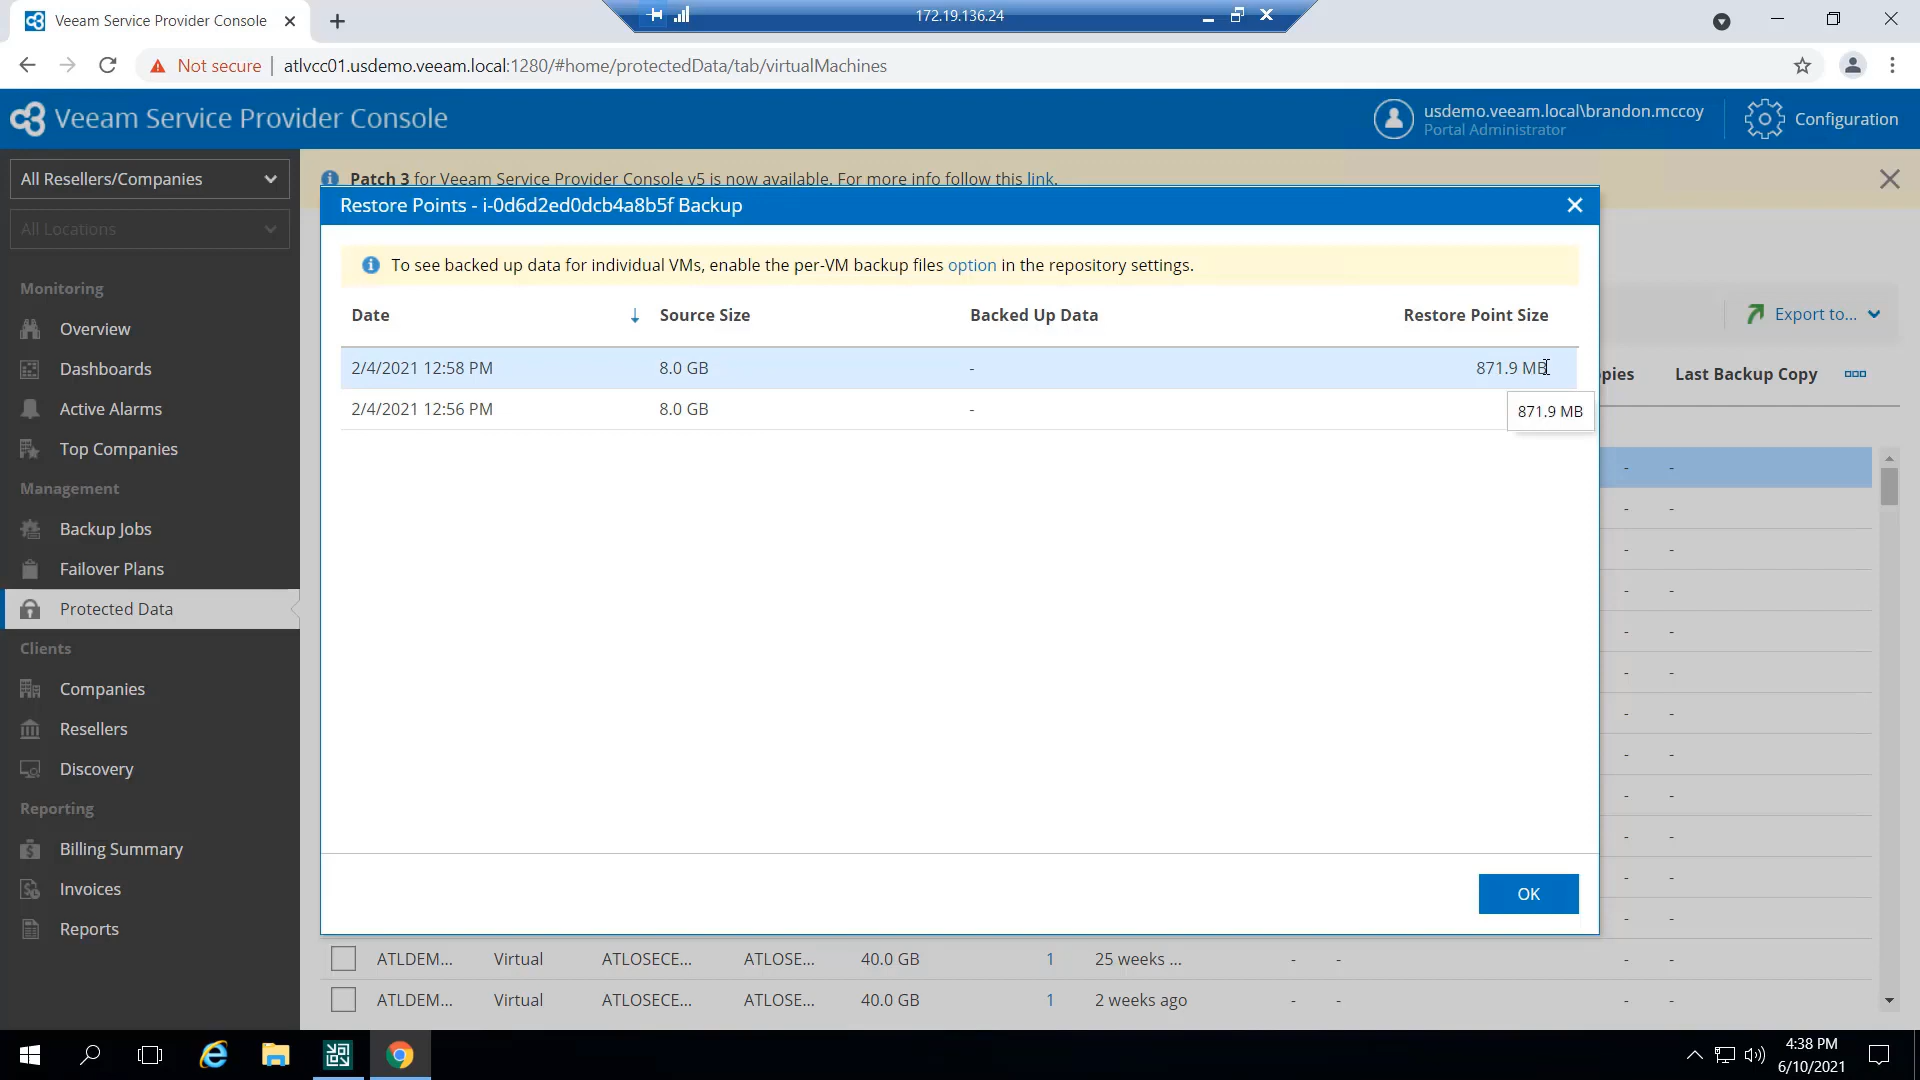 Veeam Service Provider Console
172.19.136.24
Not secure
atlvcc01.usdemo.veeam.local:1280/#home/protectedData/tab/virtualMachines
Veeam Service Provider Console
usdemo.veeam.local\brandon.mccoy
Portal Administrator
Configuration
All Resellers/Companies
All Locations
Monitoring
Overview
Dashboards
Active Alarms
Top Companies
Management
Backup Jobs
Failover Plans
Protected Data
Clients
Companies
Resellers
Discovery
Reporting
Billing Summary
Invoices
Reports
Patch 3 for Veeam Service Provider Console v5 is now available. For more info follow this link.
Restore Points - i-0d6d2ed0dcb4a8b5f Backup
To see backed up data for individual VMs, enable the per-VM backup files option in the repository settings.
Date Source Size Backed Up Data Restore Point Size
2/4/2021 12:58 PM 8.0 GB - 871.9 MB
2/4/2021 12:56 PM 8.0 GB -
871.9 MB
OK
Export to...
pies Last Backup Copy
- -
- -
- -
- -
- -
- -
- -
- -
- -
- -
- -
- -
ATLDEM... Virtual ATLOSECE... ATLOSE... 40.0 GB 1 25 weeks ... - - - -
ATLDEM... Virtual ATLOSECE... ATLOSE... 40.0 GB 1 2 weeks ago - - - -
4:38 PM
6/10/2021